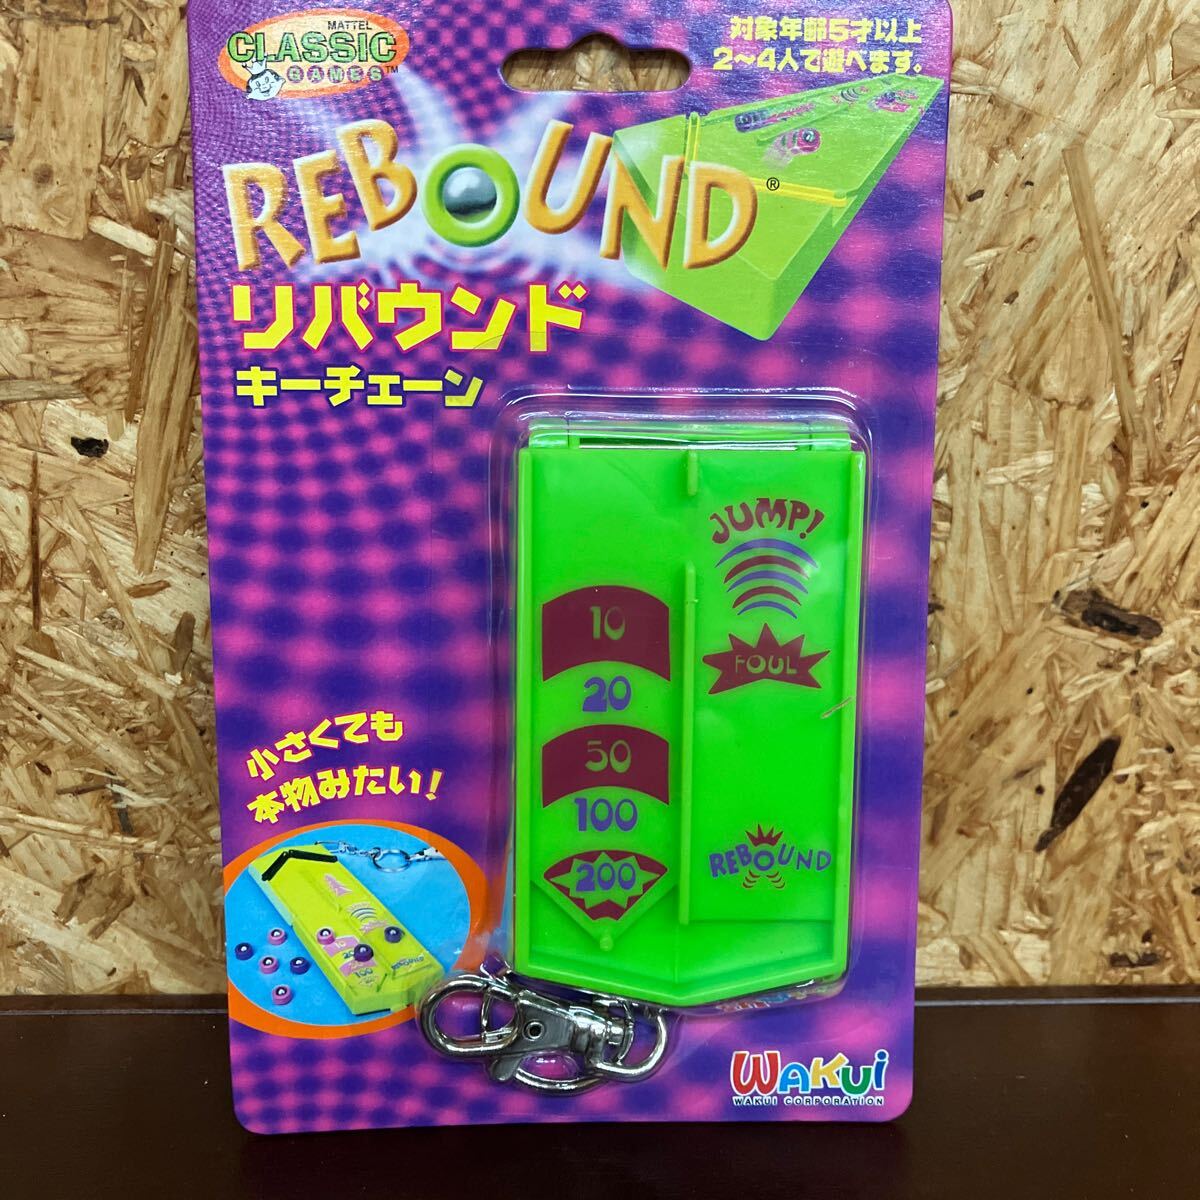 MATTEL
CLASSIC
GAMES™
対象年齢5才以上
2〜4人で遊べます。
REBOUND®
リバウンド
キーチェーン
JUMP!
FOUL
10
20
50
100
200
REBOUND
小さくても
本物みたい!
WAKUi
WAKUI CORPORATION